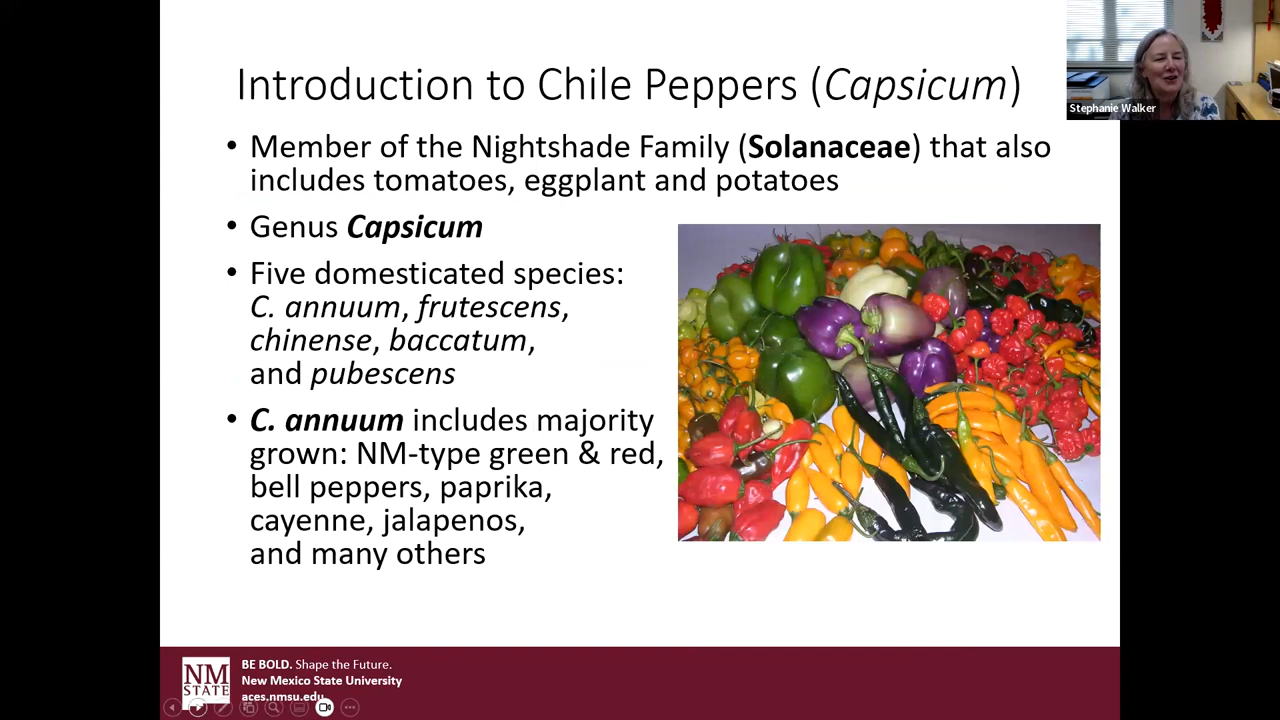 Introduction to Chile Peppers (Capsicum)
Stephanie Walker
• Member of the Nightshade Family (Solanaceae) that also
includes tomatoes, eggplant and potatoes
• Genus Capsicum
• Five domesticated species:
C. annuum, frutescens,
chinense, baccatum,
and pubescens
• C. annuum includes majority
grown: NM-type green & red,
bell peppers, paprika,
cayenne, jalapenos,
and many others
NM
STATE
BE BOLD. Shape the Future.
New Mexico State University
aces.nmsu.edu